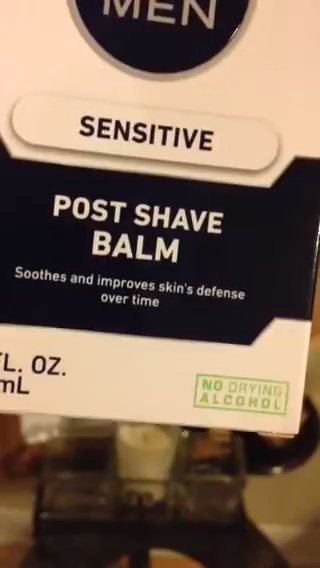 MEN
SENSITIVE
POST SHAVE
BALM
Soothes and improves skin's defense
over time
FL. OZ.
mL
NO DRYING
ALCOHOL